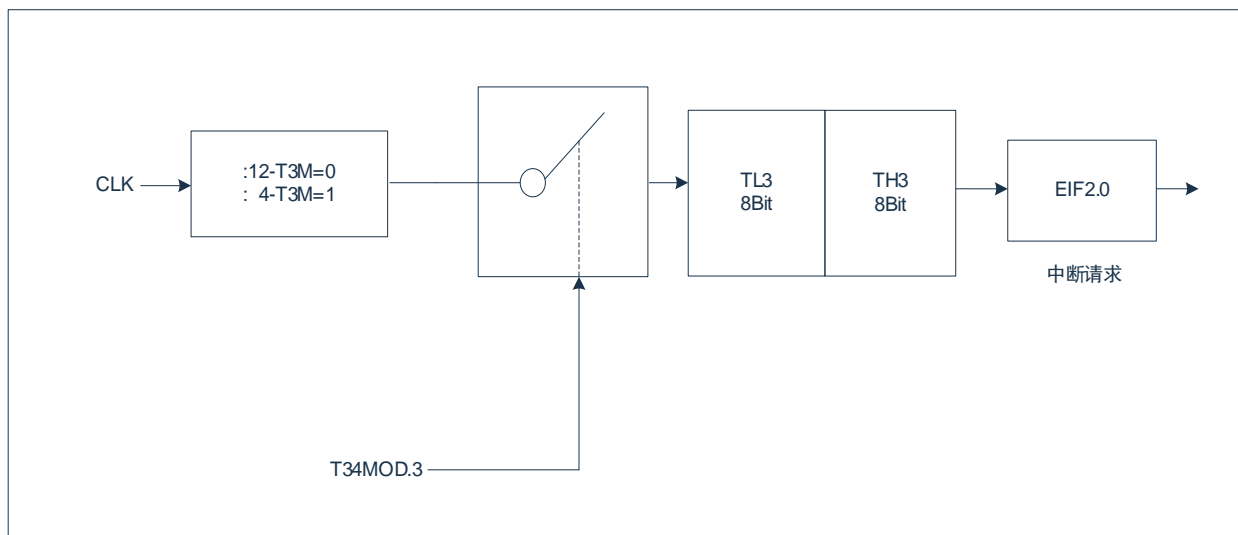 CLK
:12-T3M=0
: 4-T3M=1
TL3
8Bit
TH3
8Bit
EIF2.0
中断请求
T34MOD.3